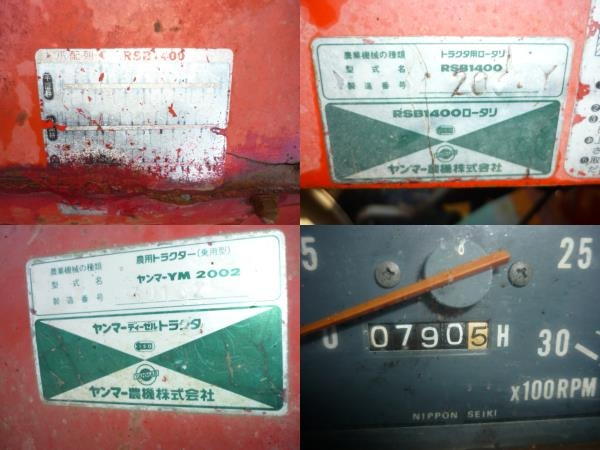 爪配列 RSB1400
農業機械の種類 トラクタ用ロータリ
型式名 RSB1400
製造番号
RSB1400ロータリ
ヤンマー農機株式会社
農業機械の種類 農用トラクター(乗用型)
型式名 ヤンマーYM 2002
製造番号
ヤンマーディーゼルトラクタ
ヤンマー農機株式会社
5 6 25
0 07905 H 30
x100RPM
NIPPON SEIKI